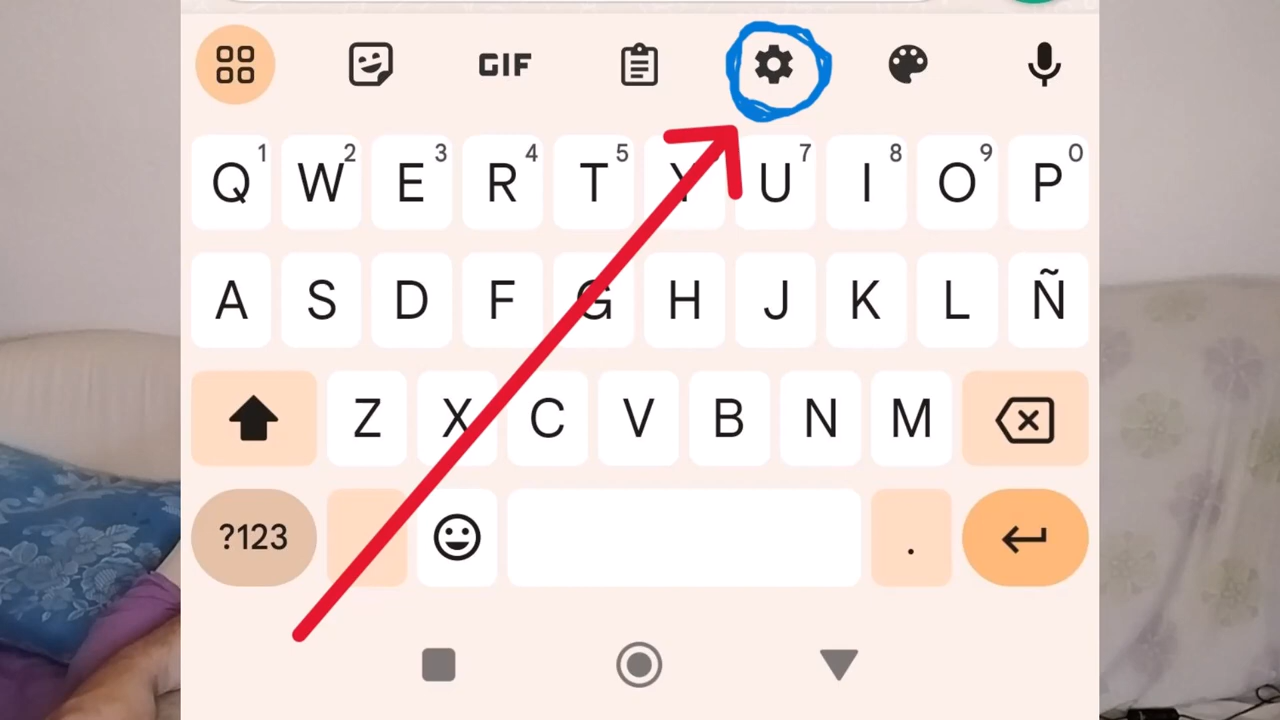 GIF
Q1 W2 E3 R4 T5 Y U7 I8 O9 P0
A S D F G H J K L Ñ
Z X C V B N M
?123 .